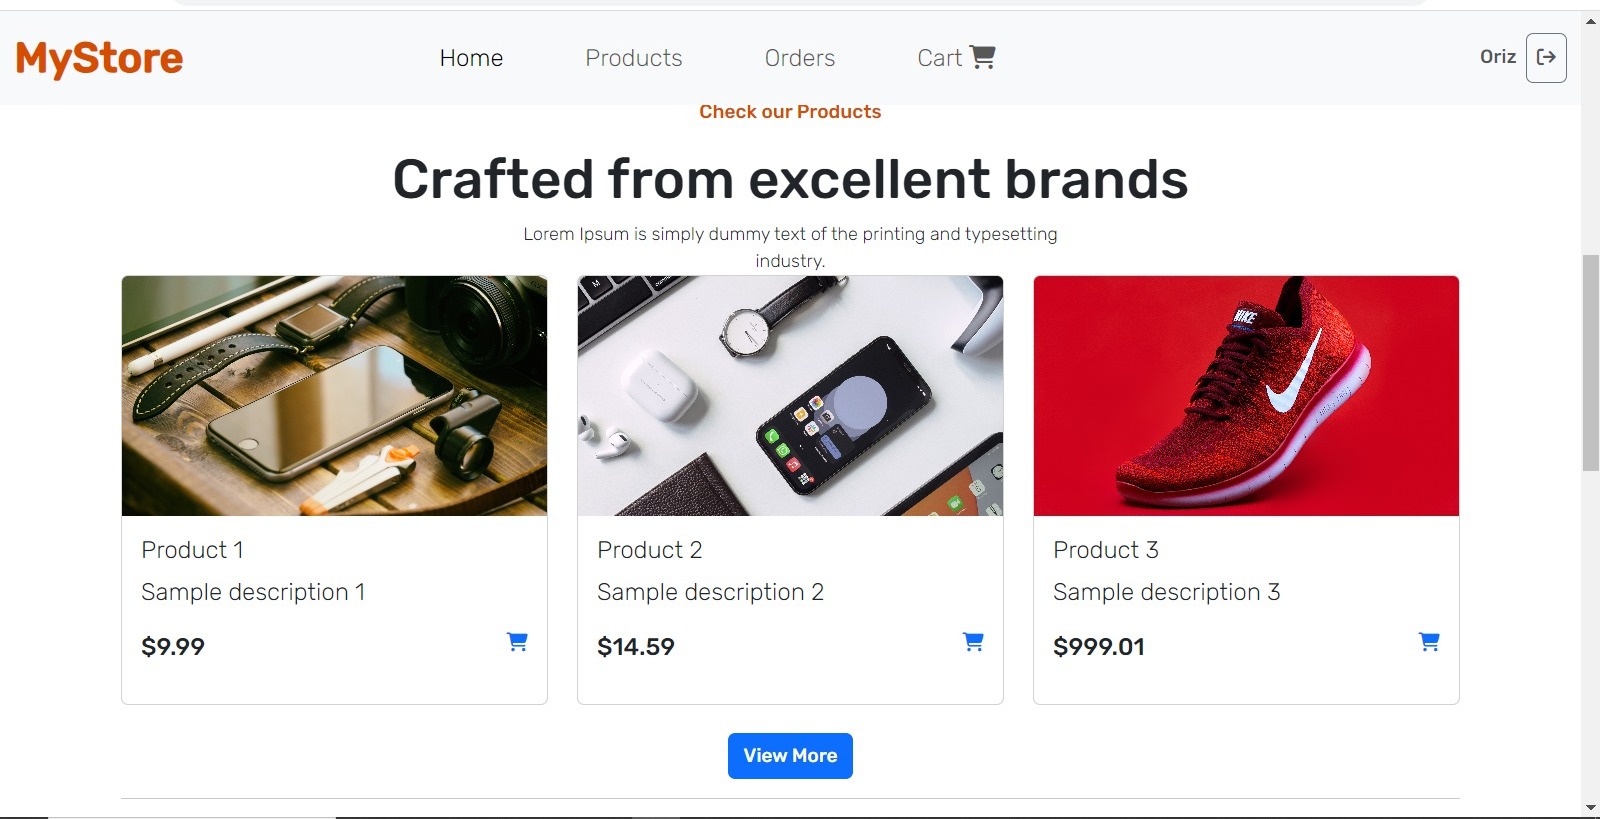 MyStore
Home
Products
Orders
Cart
Oriz
Check our Products
Crafted from excellent brands
Lorem Ipsum is simply dummy text of the printing and typesetting
industry.
M
NIKE
Product 1
Sample description 1
$9.99
Product 2
Sample description 2
$14.59
Product 3
Sample description 3
$999.01
View More